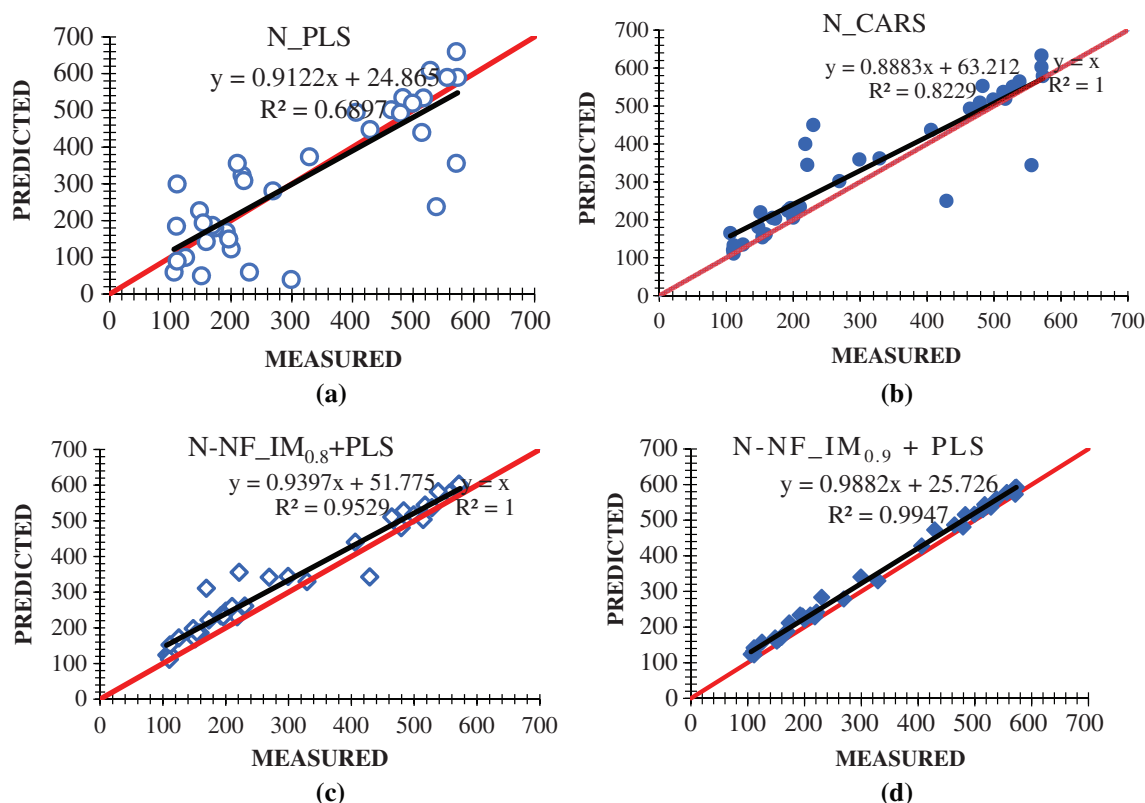 N_PLS
y = 0.9122x + 24.865
R² = 0.6897
PREDICTED
700
600
500
400
300
200
100
0
0 100 200 300 400 500 600 700
MEASURED
(a)
N_CARS
y = 0.8883x + 63.212
R² = 0.8229
y = x
R² = 1
PREDICTED
700
600
500
400
300
200
100
0
0 100 200 300 400 500 600 700
MEASURED
(b)
N-NF_IM0.8+PLS
y = 0.9397x + 51.775
R² = 0.9529
y = x
R² = 1
PREDICTED
700
600
500
400
300
200
100
0
0 100 200 300 400 500 600 700
MEASURED
(c)
N-NF_IM0.9 + PLS
y = 0.9882x + 25.726
R² = 0.9947
PREDICTED
700
600
500
400
300
200
100
0
0 100 200 300 400 500 600 700
MEASURED
(d)